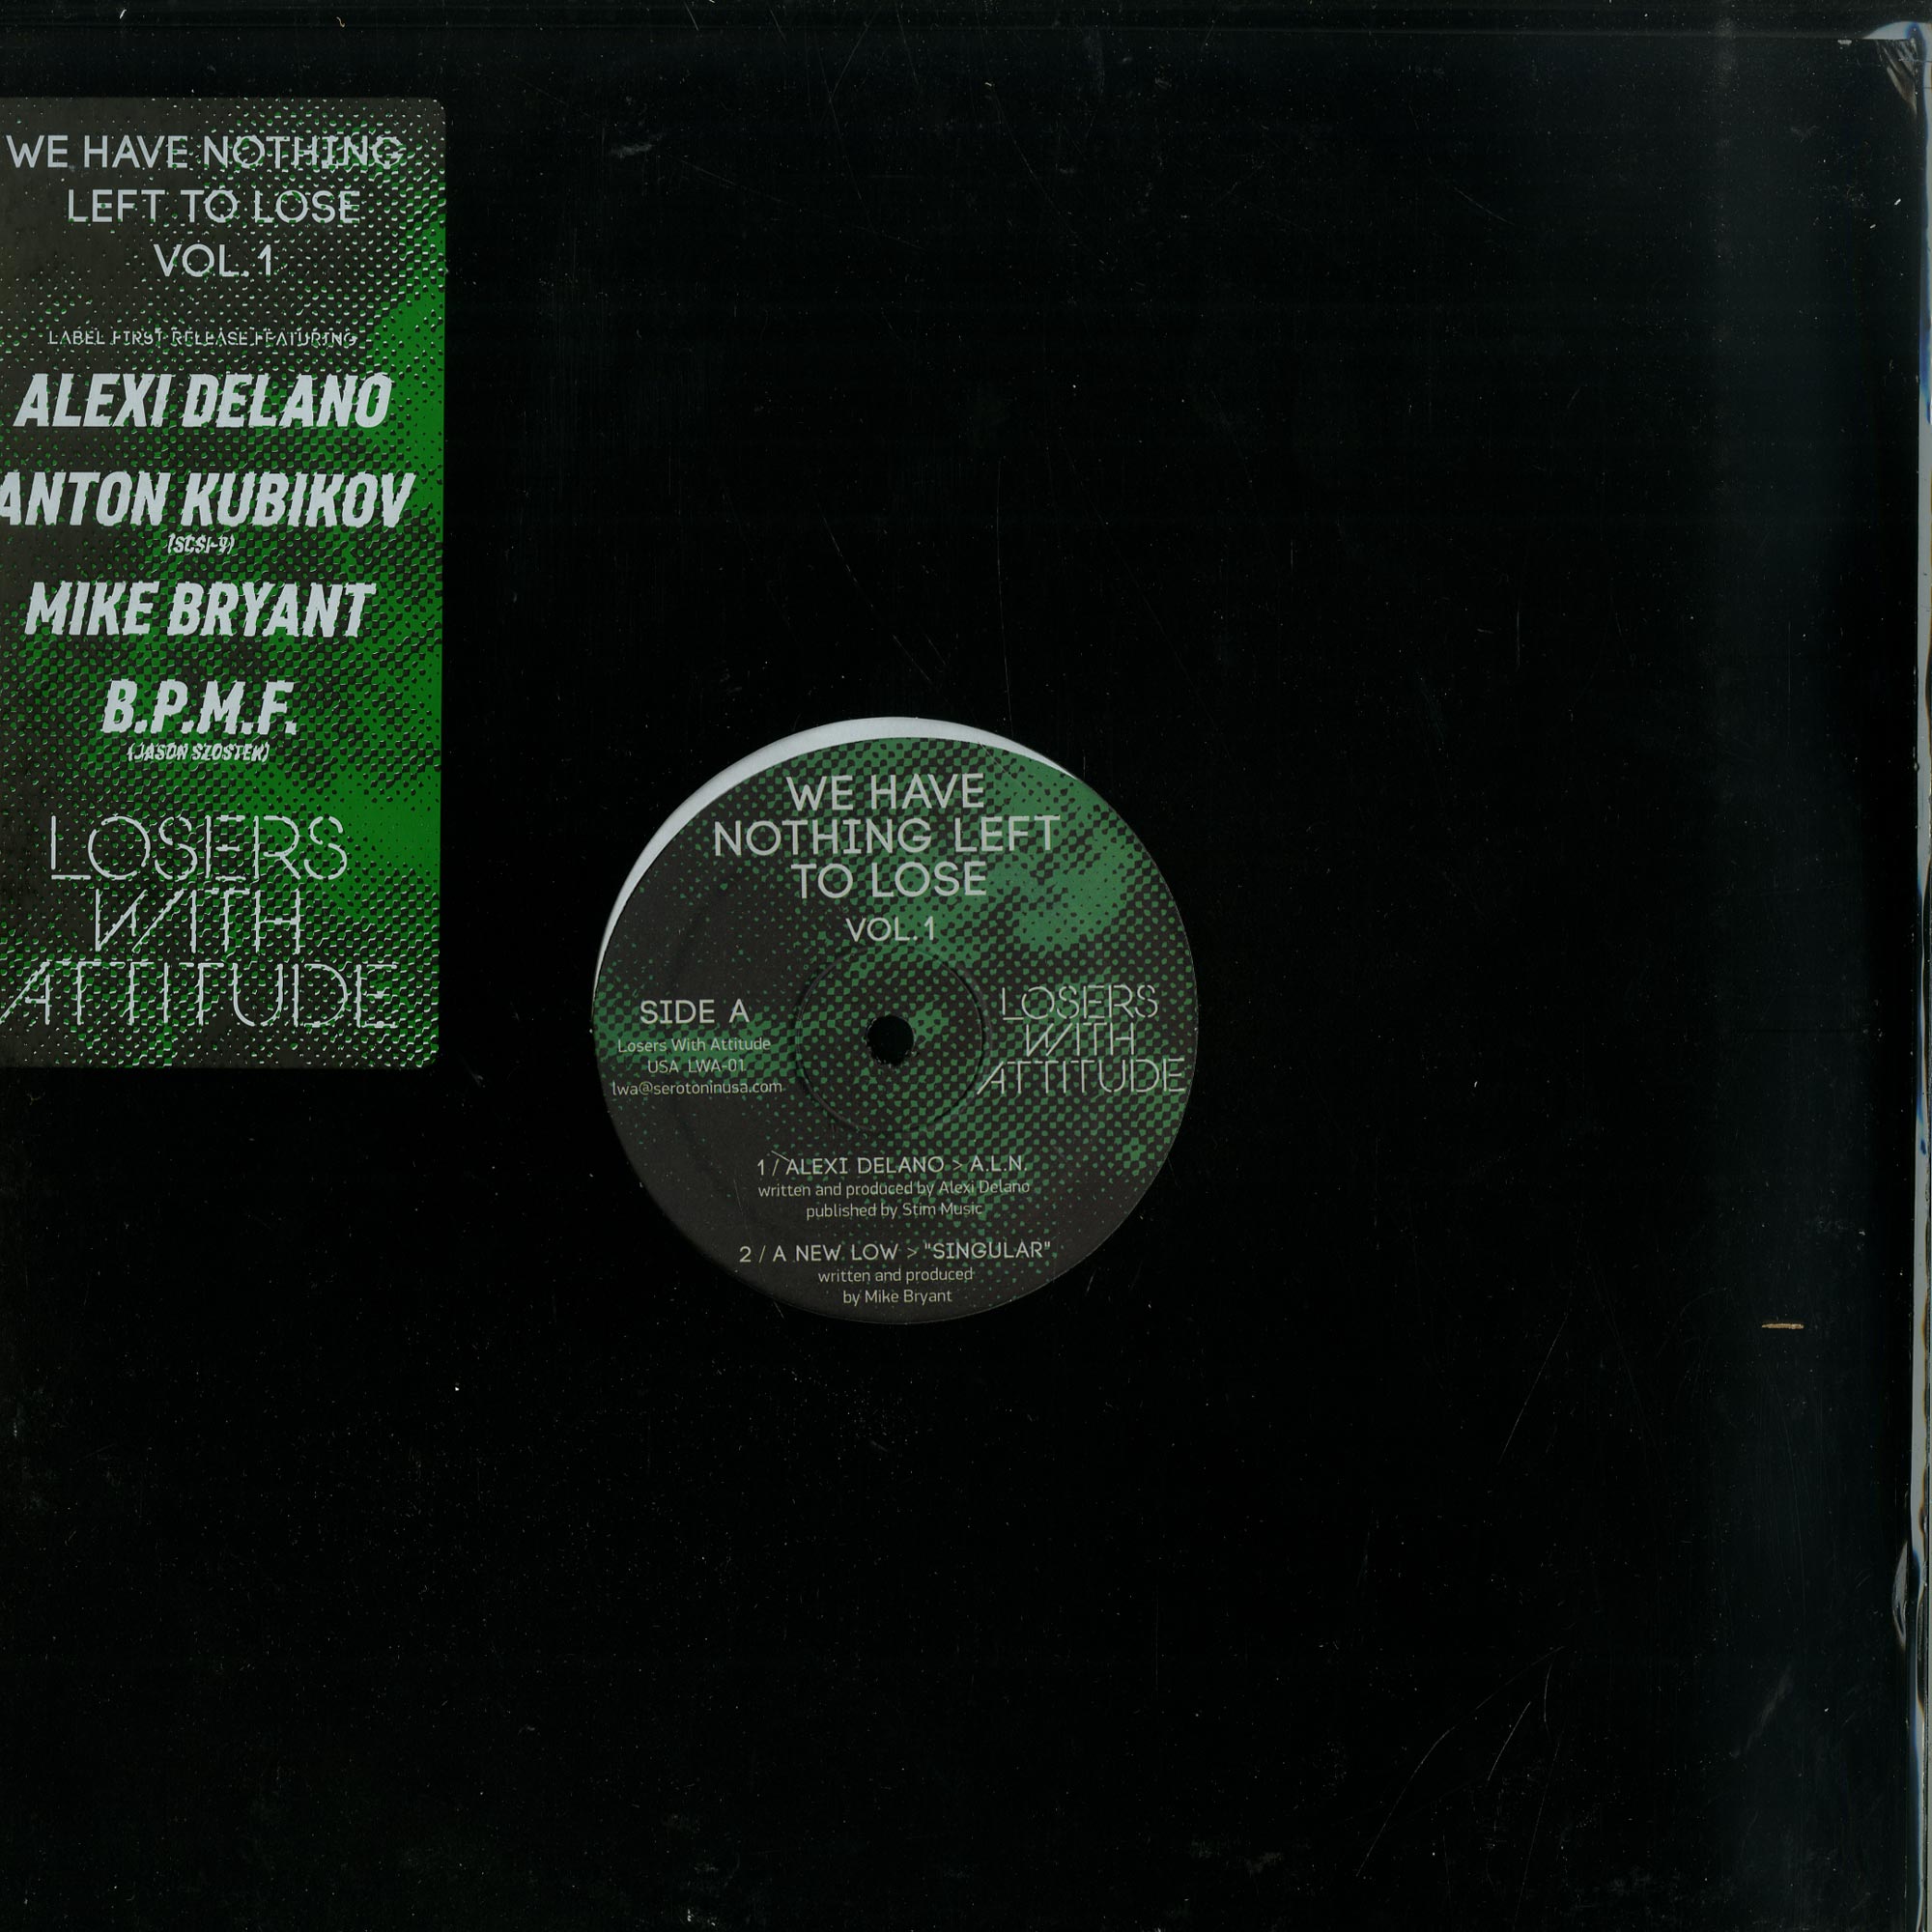 WE HAVE NOTHING
LEFT TO LOSE
VOL.1
LABEL FIRST RELEASE FEATURING
ALEXI DELANO
ANTON KUBIKOV
(SCSI-9)
MIKE BRYANT
B.P.M.F.
(JASON SZOSTEK)
LOSERS
WITH
ATTITUDE
WE HAVE
NOTHING LEFT
TO LOSE
VOL.1
SIDE A
Losers With Attitude
USA LWA-01
lwa@serotoninusa.com
LOSERS
WITH
ATTITUDE
1 / ALEXI DELANO > A.L.N.
written and produced by Alexi Delano
published by Stim Music
2 / A NEW LOW > "SINGULAR"
written and produced
by Mike Bryant